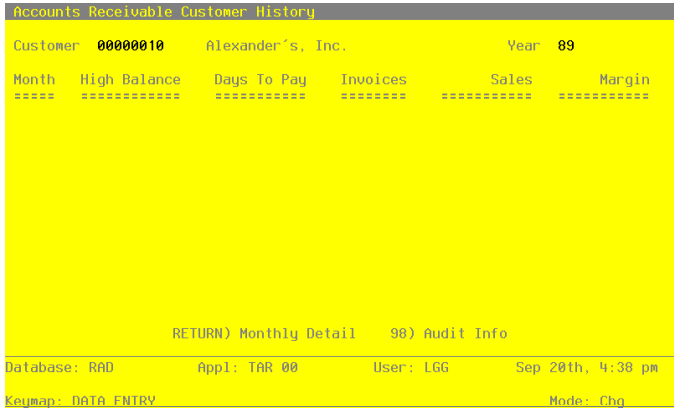 Accounts Receivable Customer History
Customer 00000010 Alexander´s, Inc. Year 89
Month High Balance Days To Pay Invoices Sales Margin
===== ============ =========== ======== =========== ===========
RETURN) Monthly Detail 98) Audit Info
Database: RAD Appl: TAR 00 User: LGG Sep 20th, 4:38 pm
Keymap: DATA ENTRY Mode: Chg